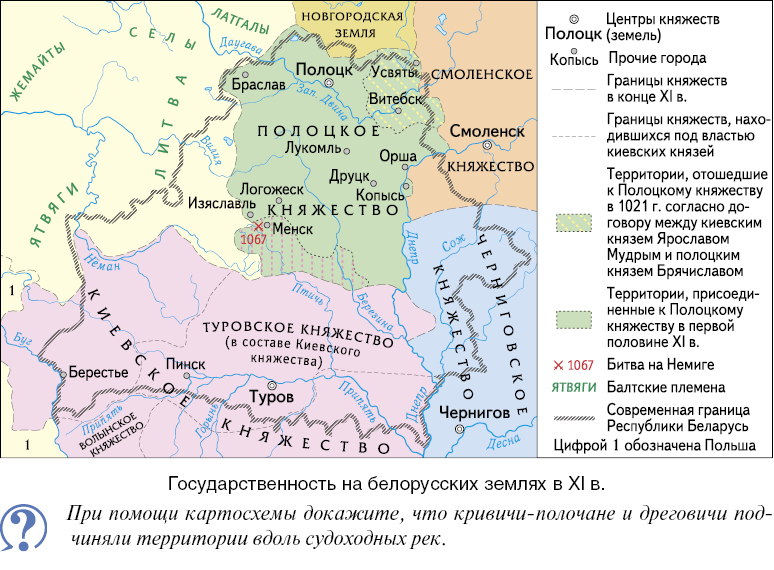 НОВГОРОДСКАЯ
ЗЕМЛЯ
ЛАТГАЛЫ
СЕЛЫ
ЖЕМАЙТЫ
ЛИТВА
ЯТВЯГИ
Даугава
Полоцк
Усвяты
СМОЛЕНСКОЕ
Браслав
Зап. Двина
Витебск
ПОЛОЦКОЕ
Смоленск
Лукомль
Вилия
Орша
КНЯЖЕСТВО
Друцк
Логожеск
Копысь
Изяславль
КНЯЖЕСТВО
Менск
1067
Днепр
Сож
ЧЕРНИГОВСКОЕ
КНЯЖЕСТВО
Неман
1
Птичь
Березина
КИЕВСКОЕ
КНЯЖЕСТВО
ТУРОВСКОЕ КНЯЖЕСТВО
(в составе Киевского
княжества)
Буг
Берестье
Пинск
Туров
Припять
Днепр
Чернигов
Припять
Горынь
ВОЛЫНСКОЕ
КНЯЖЕСТВО
Десна
1
Полоцк
Центры княжеств
(земель)
Копысь
Прочие города
Границы княжеств
в конце XI в.
Границы княжеств, нахо-
дившихся под властью
киевских князей
Территории, отошедшие
к Полоцкому княжеству
в 1021 г. согласно до-
говору между киевским
князем Ярославом
Мудрым и полоцким
князем Брячиславом
Территории, присоеди-
ненные к Полоцкому
княжеству в первой
половине XI в.
1067 Битва на Немиге
ЯТВЯГИ Балтские племена
Современная граница
Республики Беларусь
Цифрой 1 обозначена Польша
Государственность на белорусских землях в XI в.
?
При помощи картосхемы докажите, что кривичи-полочане и дреговичи под-
чиняли территории вдоль судоходных рек.